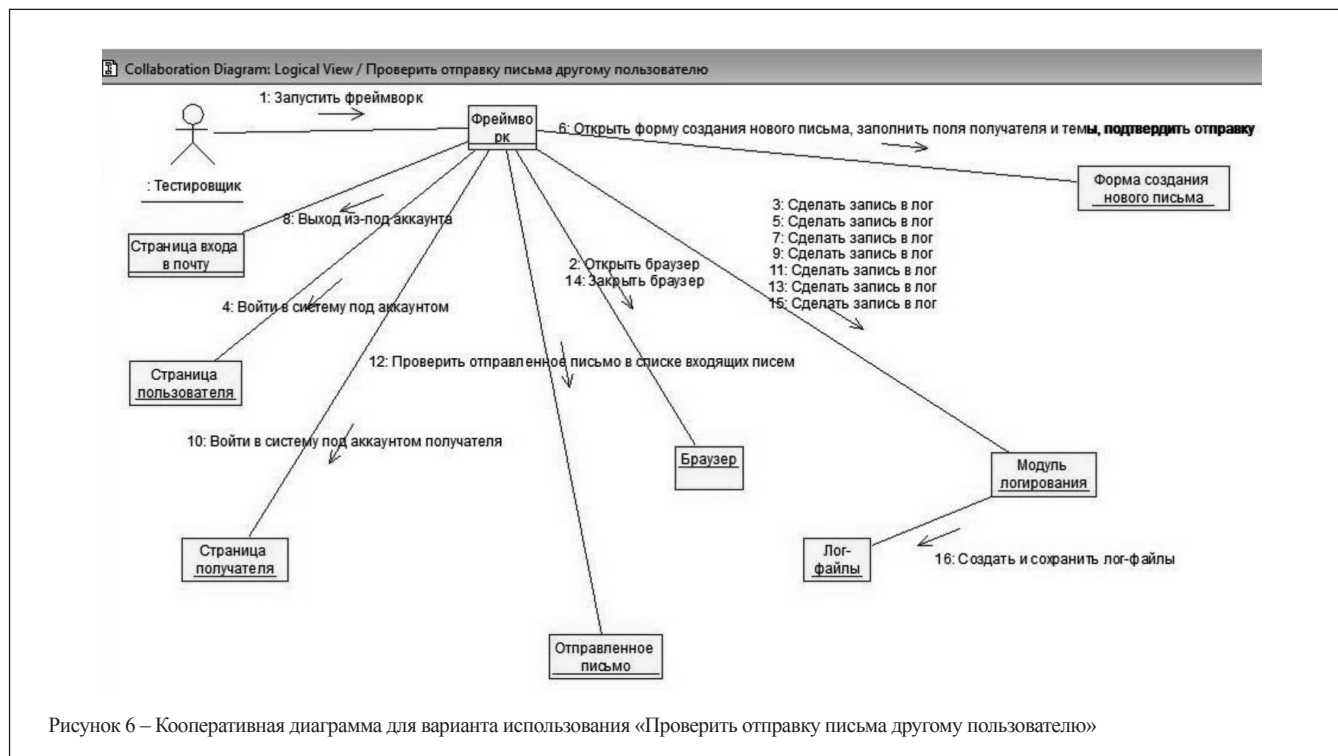 Collaboration Diagram: Logical View / Проверить отправку письма другому пользователю
1: Запустить фреймворк
Фреймво
рк
6: Открыть форму создания нового письма, заполнить поля получателя и темы, подтвердить отправку
: Тестировщик
Форма создания
нового письма
3: Сделать запись в лог
5: Сделать запись в лог
7: Сделать запись в лог
9: Сделать запись в лог
11: Сделать запись в лог
13: Сделать запись в лог
15: Сделать запись в лог
8: Выход из-под аккаунта
Страница входа
в почту
2: Открыть браузер
14: Закрыть браузер
4: Войти в систему под аккаунтом
12: Проверить отправленное письмо в списке входящих писем
Страница
пользователя
10: Войти в систему под аккаунтом получателя
Браузер
Модуль
логирования
Страница
получателя
Лог-
файлы
16: Создать и сохранить лог-файлы
Отправленное
письмо
Рисунок 6 – Кооперативная диаграмма для варианта использования «Проверить отправку письма другому пользователю»